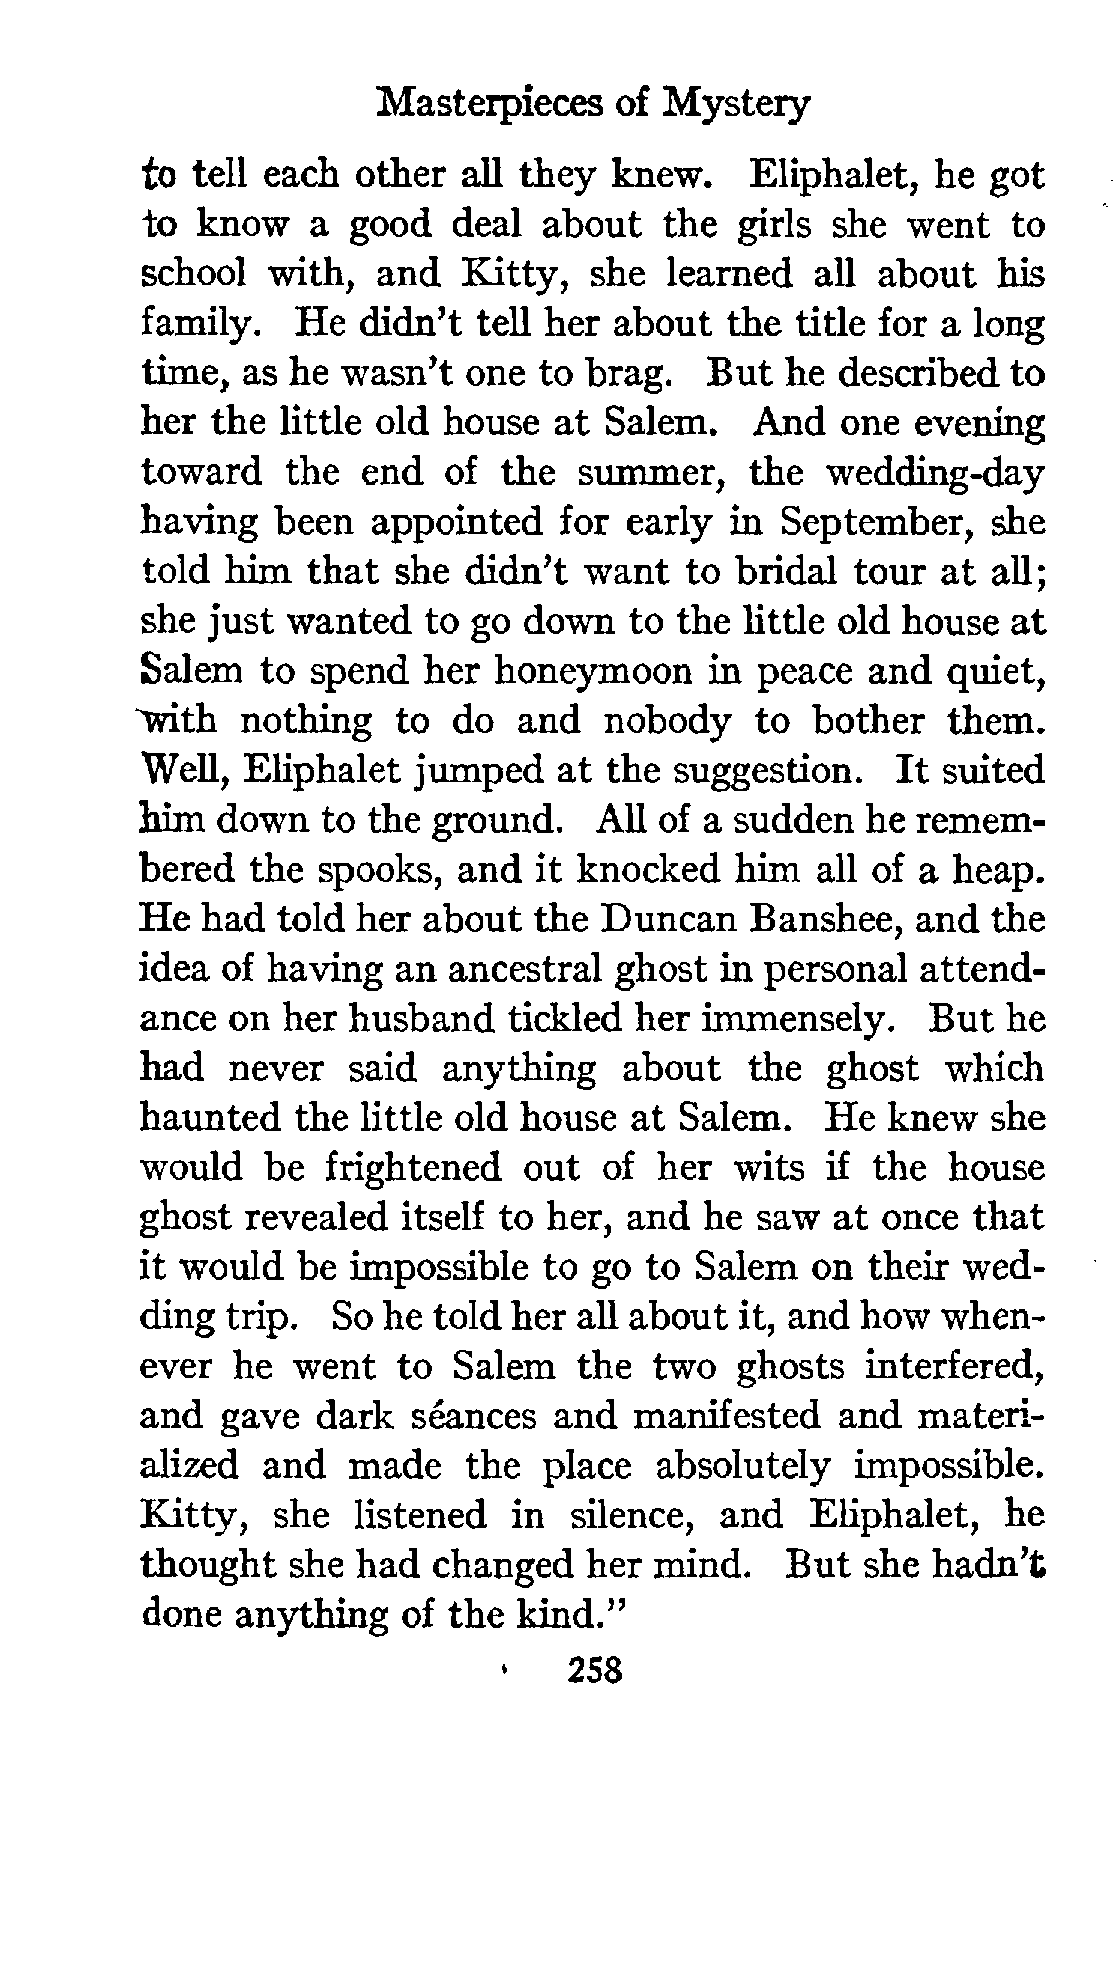 Masterpieces of Mystery
to tell each other all they knew. Eliphalet, he got
to know a good deal about the girls she went to
school with, and Kitty, she learned all about his
family. He didn't tell her about the title for a long
time, as he wasn't one to brag. But he described to
her the little old house at Salem. And one evening
toward the end of the summer, the wedding-day
having been appointed for early in September, she
told him that she didn't want to bridal tour at all;
she just wanted to go down to the little old house at
Salem to spend her honeymoon in peace and quiet,
with nothing to do and nobody to bother them.
Well, Eliphalet jumped at the suggestion. It suited
him down to the ground. All of a sudden he remem-
bered the spooks, and it knocked him all of a heap.
He had told her about the Duncan Banshee, and the
idea of having an ancestral ghost in personal attend-
ance on her husband tickled her immensely. But he
had never said anything about the ghost which
haunted the little old house at Salem. He knew she
would be frightened out of her wits if the house
ghost revealed itself to her, and he saw at once that
it would be impossible to go to Salem on their wed-
ding trip. So he told her all about it, and how when-
ever he went to Salem the two ghosts interfered,
and gave dark séances and manifested and materi-
alized and made the place absolutely impossible.
Kitty, she listened in silence, and Eliphalet, he
thought she had changed her mind. But she hadn't
done anything of the kind."
258